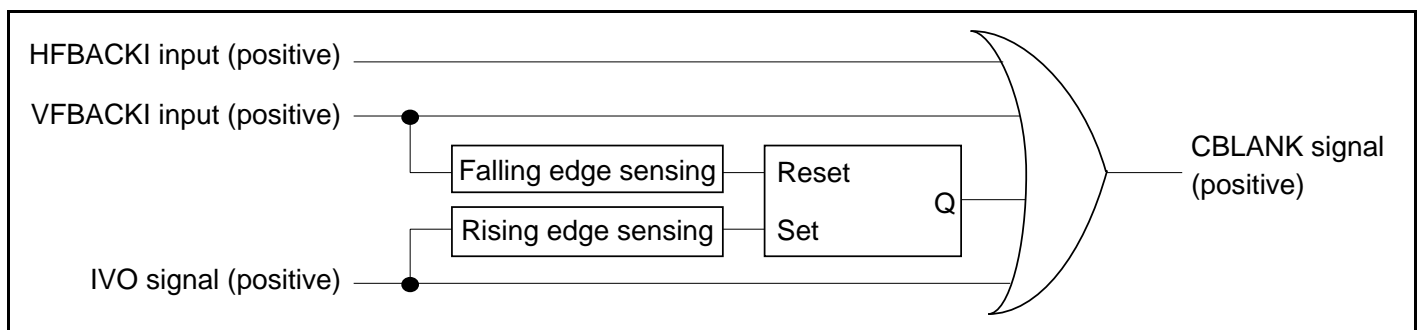 HFBACKI input (positive)
VFBACKI input (positive)
Falling edge sensing
Reset
Q
Rising edge sensing
Set
IVO signal (positive)
CBLANK signal
(positive)